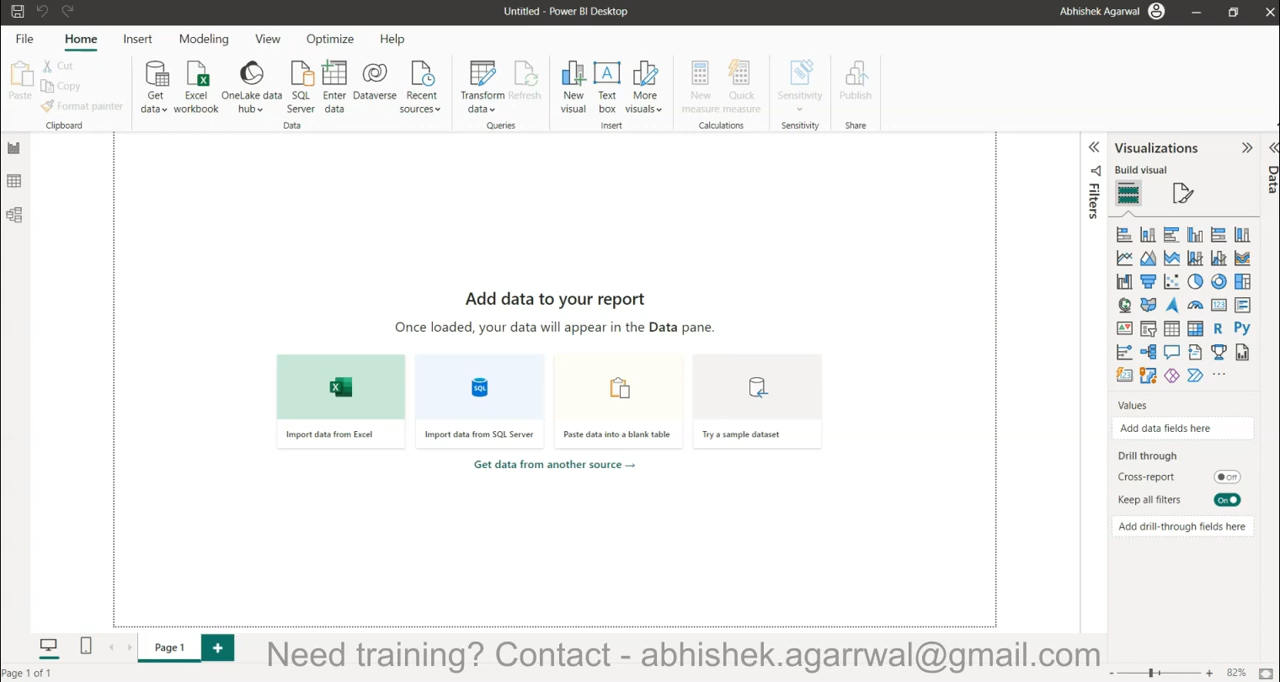 Untitled - Power BI Desktop
Abhishek Agarwal
File Home Insert Modeling View Optimize Help
Paste
Cut
Copy
Format painter
Clipboard
Get data
Excel workbook
OneLake data hub
SQL Server
Enter data
Dataverse
Recent sources
Data
Transform data
Refresh
Queries
New visual
Text box
More visuals
Insert
New measure
Quick measure
Calculations
Sensitivity
Sensitivity
Publish
Share
Add data to your report
Once loaded, your data will appear in the Data pane.
Import data from Excel
Import data from SQL Server
Paste data into a blank table
Try a sample dataset
Get data from another source →
Filters
Visualizations
Build visual
R
Py
Values
Add data fields here
Drill through
Cross-report
Off
Keep all filters
On
Add drill-through fields here
Data
Page 1
Need training? Contact - abhishek.agarrwal@gmail.com
Page 1 of 1
82%